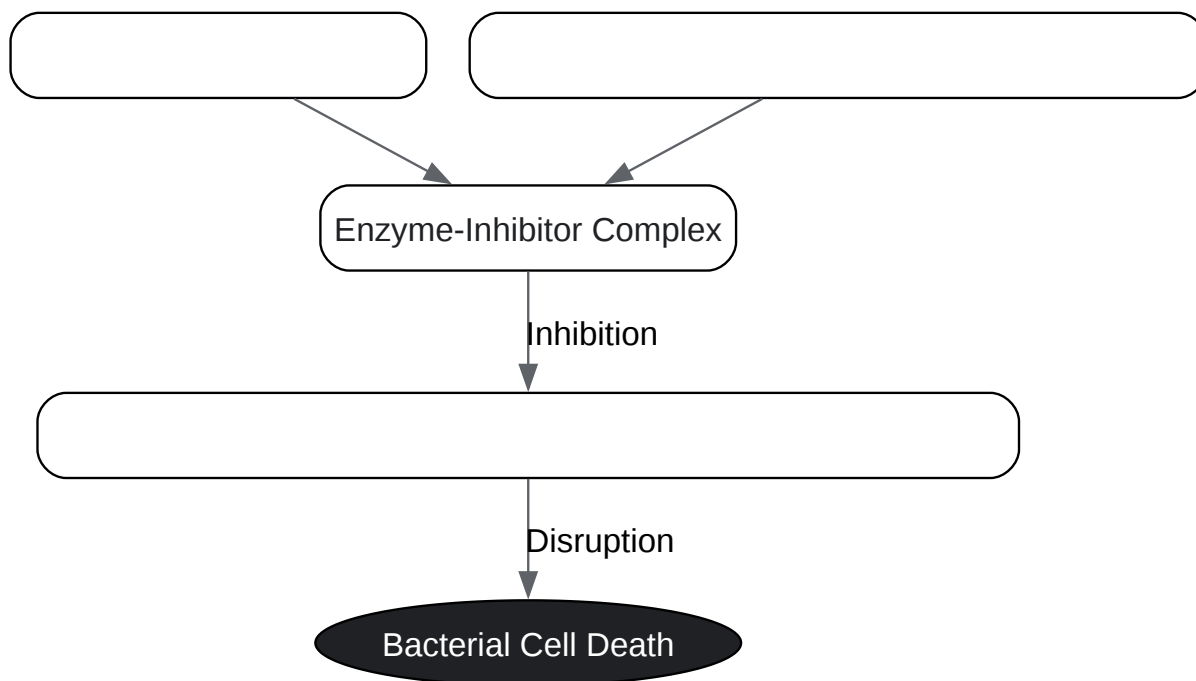 Enzyme-Inhibitor Complex
Inhibition
Disruption
Bacterial Cell Death